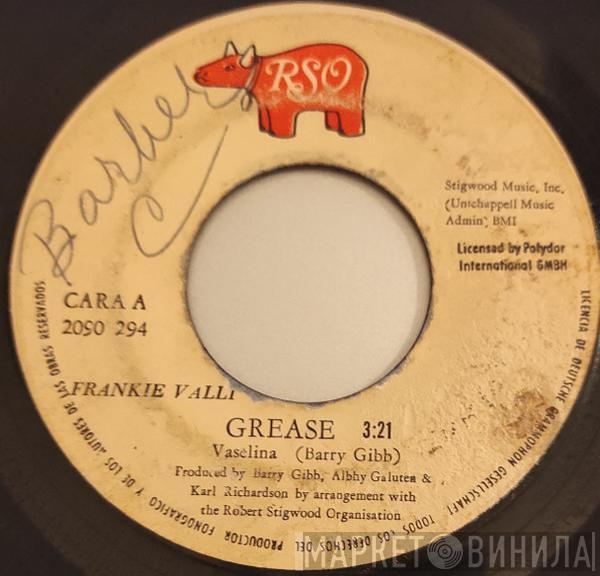 RSO
Stigwood Music, Inc.
(Unichappell Music
Admin) BMI
Licensed by Polydor
International GMBH
CARA A
2090 294
FRANKIE VALLI
GREASE 3:21
Vaselina (Barry Gibb)
Produced by Barry Gibb, Albhy Galuten &
Karl Richardson by arrangement with
the Robert Stigwood Organisation
LICENCIA DE DEUTSCHE GRAMMOPHON GESELLSCHAFT TODOS LOS DERECHOS DEL PRODUCTOR FONOGRAFICO Y DE LOS AUTORES DE LAS OBRAS RESERVADOS
МАРКЕТ ВИНИЛА